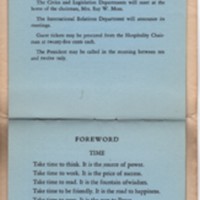 The Civics and Legislation Departments will meet at the
home of the chairman, Mrs. Ray W. Moss.
The International Relation Department will announce its
meetings.
Guest tickets may be procured from the Hospitality Chair-
man at twenty-five cents each.
The President may be called in the morning between ten
and twelve only.
FOREWORD
TIME
Take time to think. It is the source of power.
Take time to work. It is the price of success.
Take time to read. It is the fountain of wisdom.
Take time to be friendly. It is the road to happiness.